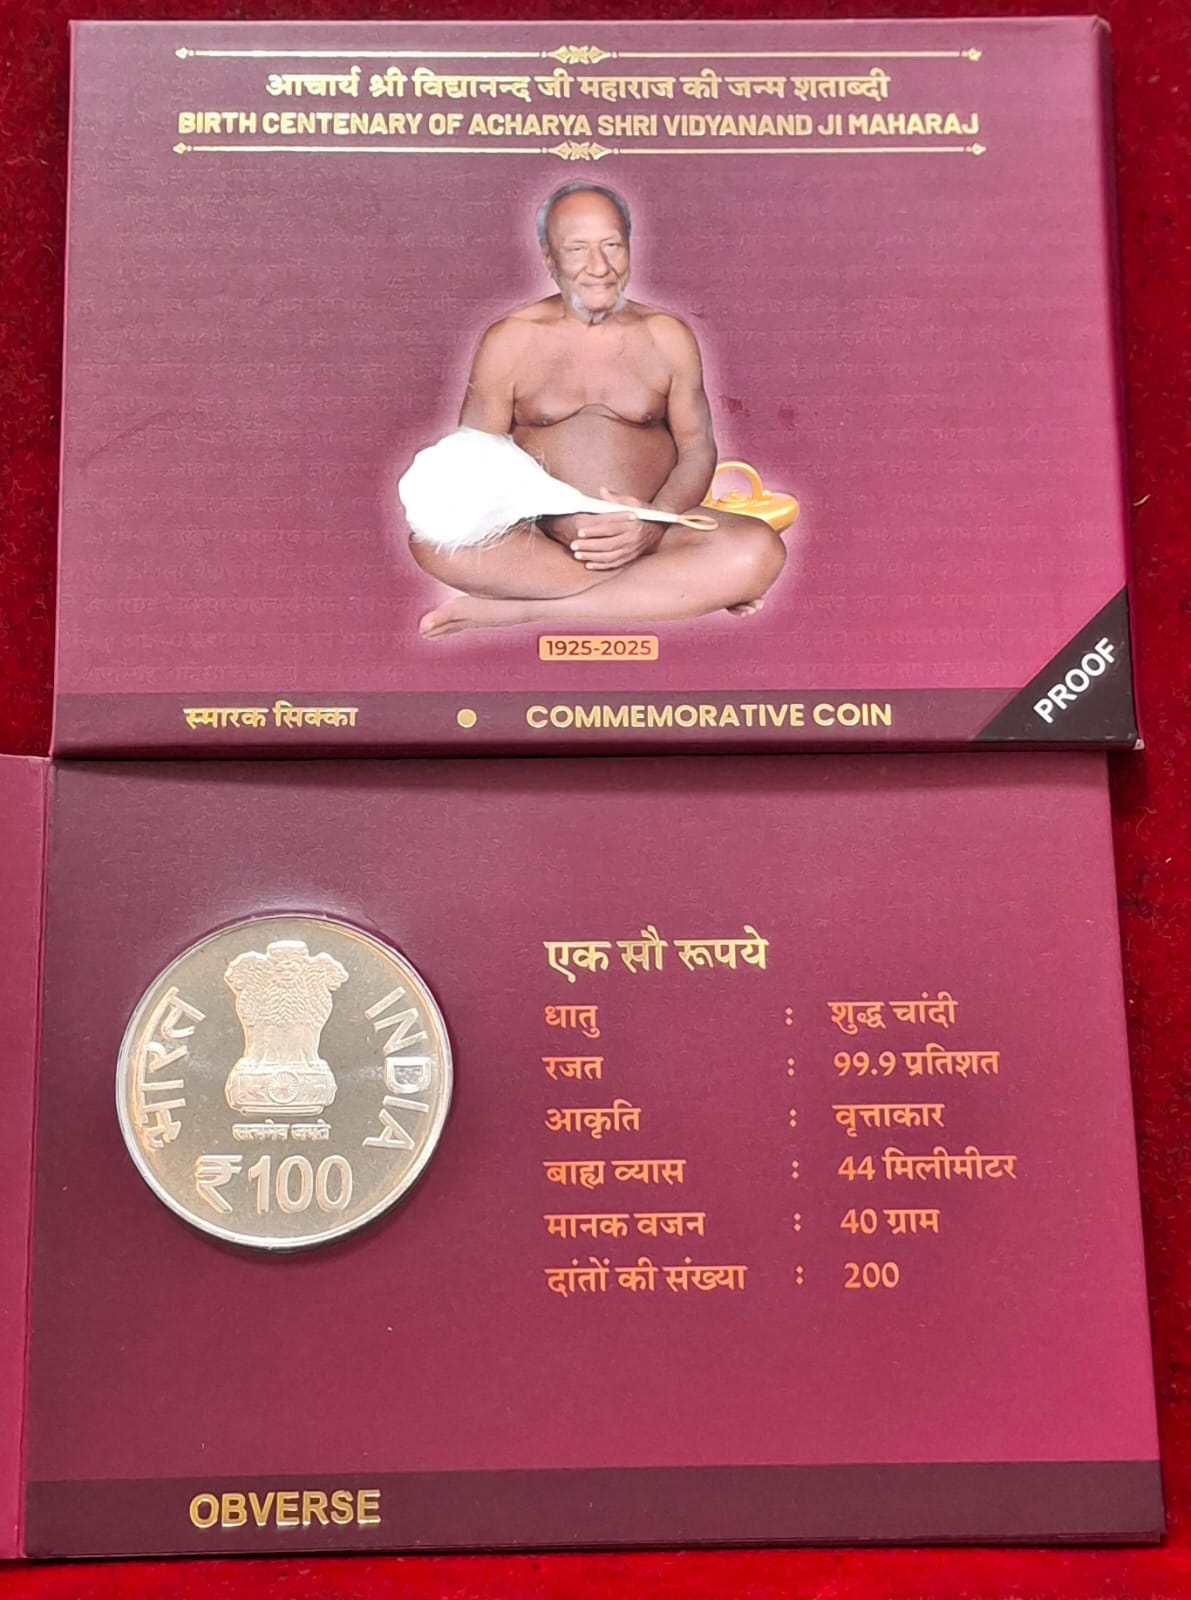 आचार्य श्री विद्यानन्द जी महाराज की जन्म शताब्दी
BIRTH CENTENARY OF ACHARYA SHRI VIDYANAND JI MAHARAJ
1925-2025
स्मारक सिक्का • COMMEMORATIVE COIN
PROOF
भारत
INDIA
सत्यमेव जयते
₹100
एक सौ रूपये
धातु : शुद्ध चांदी
रजत : 99.9 प्रतिशत
आकृति : वृत्ताकार
बाह्य व्यास : 44 मिलीमीटर
मानक वजन : 40 ग्राम
दांतों की संख्या : 200
OBVERSE